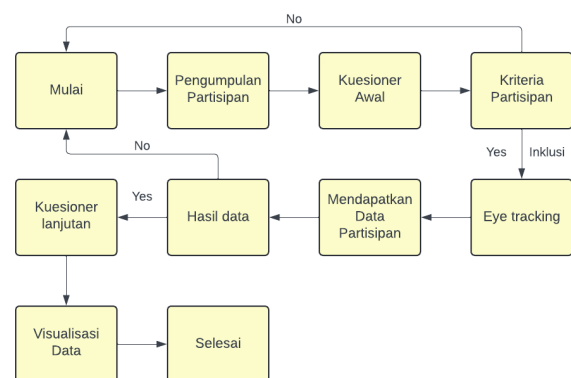 No
Mulai
Pengumpulan
Partisipan
Kuesioner
Awal
Kriteria
Partisipan
No
Yes
Inklusi
Kuesioner
lanjutan
Yes
Hasil data
Mendapatkan
Data
Partisipan
Eye tracking
Visualisasi
Data
Selesai